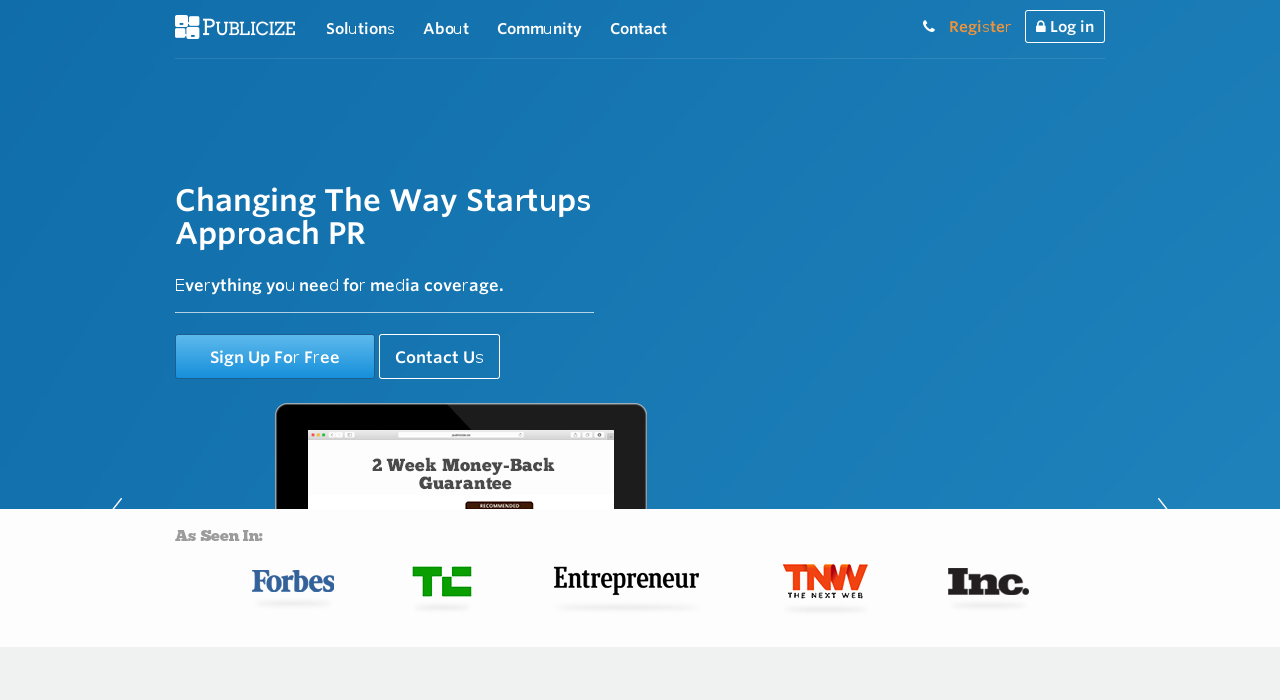 PUBLICIZE Solutions About Community Contact Register Log in
Changing The Way Startups
Approach PR
Everything you need for media coverage.
Sign Up For Free Contact Us
2 Week Money-Back
Guarantee
RECOMMENDED
As Seen In:
Forbes TC Entrepreneur TNW Inc.
THE NEXT WEB